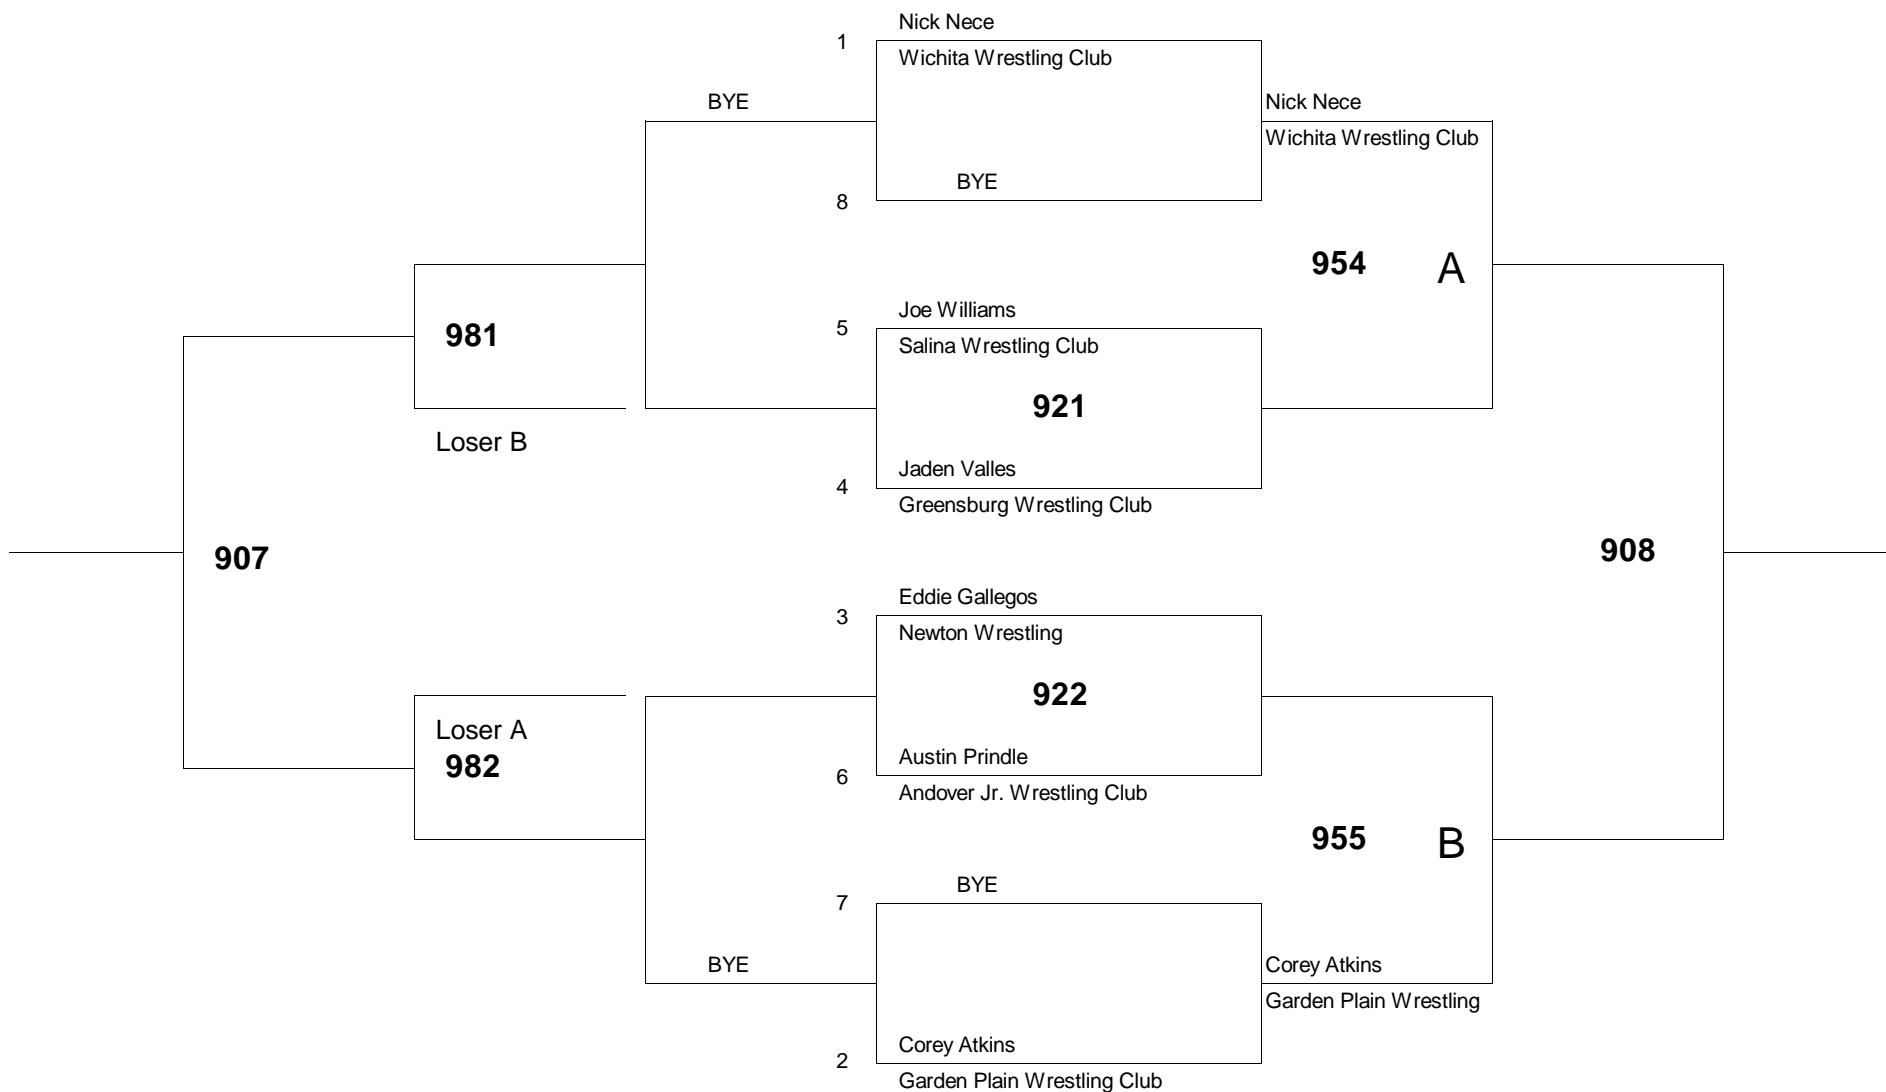 Nick Nece
1
Wichita Wrestling Club
BYE
Nick Nece
Wichita Wrestling Club
BYE
8
954
A
Joe Williams
5
981
Salina Wrestling Club
921
Loser B
Jaden Valles
4
Greensburg Wrestling Club
907
908
Eddie Gallegos
3
Newton Wrestling
922
Loser A
982
Austin Prindle
6
Andover Jr. Wrestling Club
955
B
BYE
7
BYE
Corey Atkins
Garden Plain Wrestling
Corey Atkins
2
Garden Plain Wrestling Club